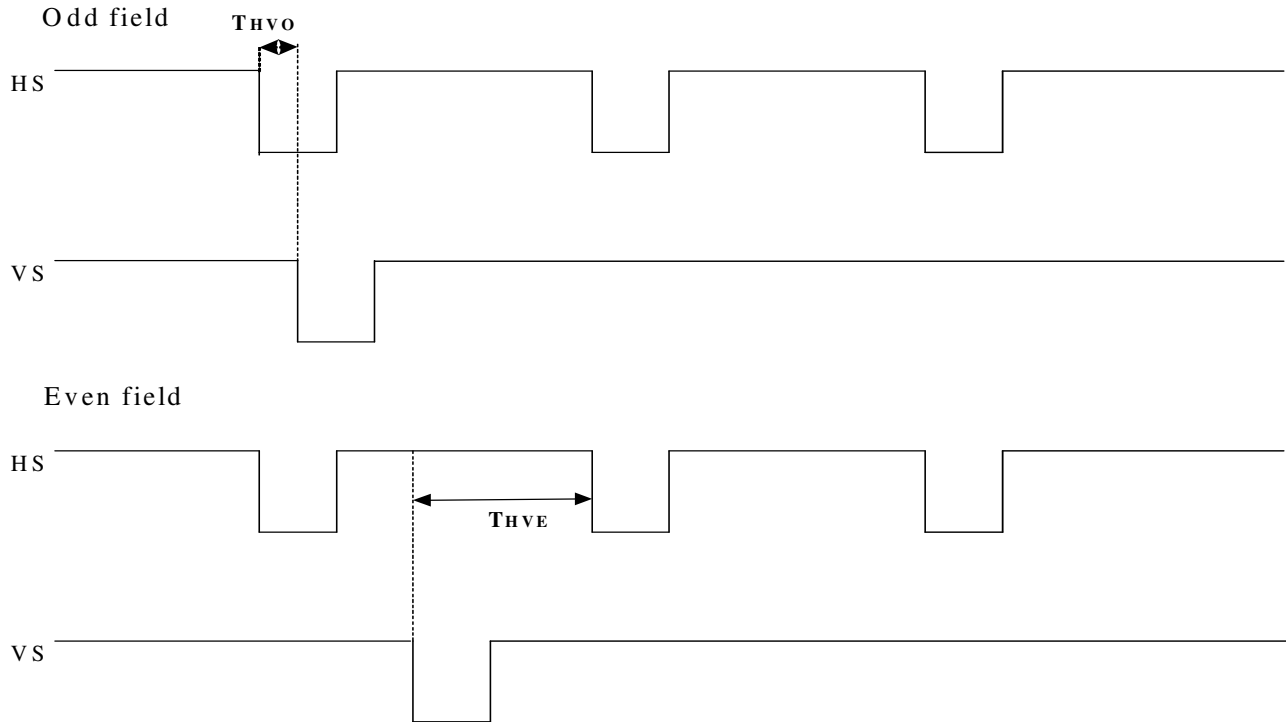 Odd field
THVO
HS
VS
Even field
HS
THVE
VS